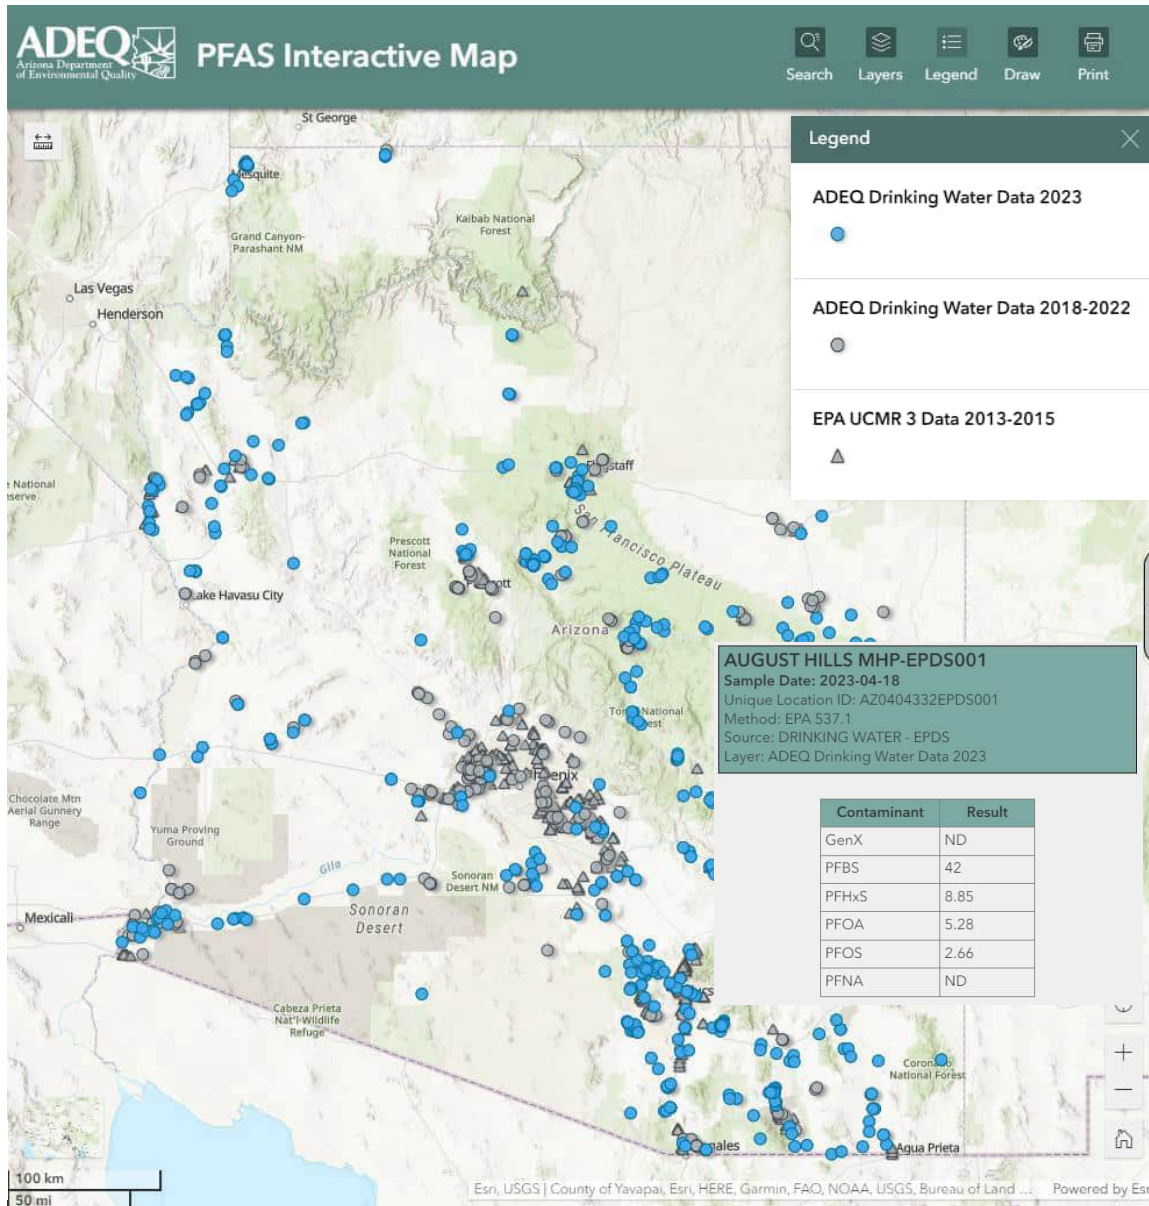 ADEQ
Arizona Department
of Environmental Quality
PFAS Interactive Map
Search
Layers
Legend
Draw
Print
St George
Legend
ADEQ Drinking Water Data 2023
ADEQ Drinking Water Data 2018-2022
EPA UCMR 3 Data 2013-2015
Kaibab National
Forest
Grand Canyon-
Parashant NM
Las Vegas
Henderson
National
San Francisco Plateau
Prescott
National
Forest
Lake Havasu City
Arizona
AUGUST HILLS MHP-EPDS001
Sample Date: 2023-04-18
Unique Location ID: AZ0404332EPDS001
Method: EPA 537.1
Source: DRINKING WATER - EPDS
Layer: ADEQ Drinking Water Data 2023
Contaminant Result
GenX ND
PFBS 42
PFHxS 8.85
PFOA 5.28
PFOS 2.66
PFNA ND
National
Chocolate Mtn
Aerial Gunnery
Range
Yuma Proving
Ground
Gila
Sonoran
Desert NM
Sonoran
Desert
Mexicali
Cabeza Prieta
Nat'l Wildlife
Refuge
National Forest
Agua Prieta
100 km
50 mi
Esri, USGS | County of Yavapai, Esri, HERE, Garmin, FAO, NOAA, USGS, Bureau of Land ...
Powered by Esri